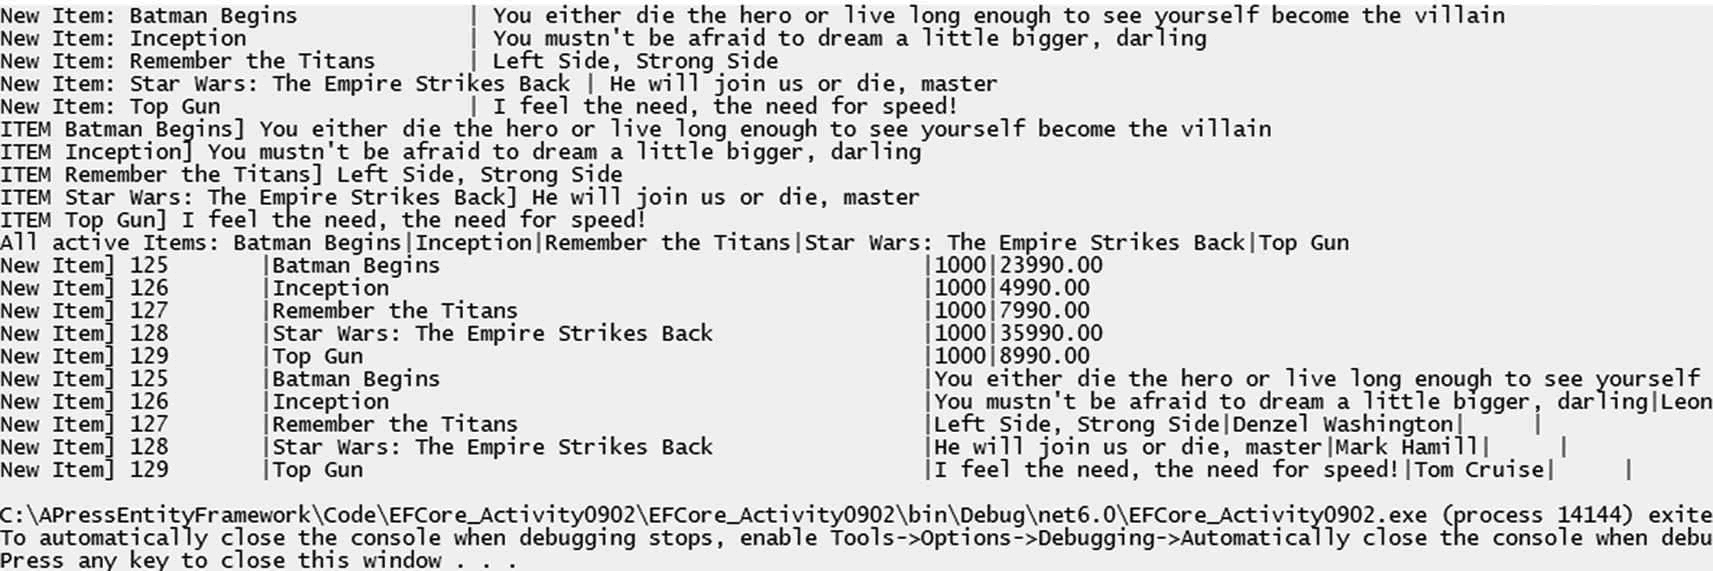 New Item: Batman Begins | You either die the hero or live long enough to see yourself become the villain
New Item: Inception | You mustn't be afraid to dream a little bigger, darling
New Item: Remember the Titans | Left Side, Strong Side
New Item: Star Wars: The Empire Strikes Back | He will join us or die, master
New Item: Top Gun | I feel the need, the need for speed!
ITEM Batman Begins] You either die the hero or live long enough to see yourself become the villain
ITEM Inception] You mustn't be afraid to dream a little bigger, darling
ITEM Remember the Titans] Left Side, Strong Side
ITEM Star Wars: The Empire Strikes Back] He will join us or die, master
ITEM Top Gun] I feel the need, the need for speed!
All active Items: Batman Begins|Inception|Remember the Titans|Star Wars: The Empire Strikes Back|Top Gun
New Item] 125 |Batman Begins |1000|23990.00
New Item] 126 |Inception |1000|4990.00
New Item] 127 |Remember the Titans |1000|7990.00
New Item] 128 |Star Wars: The Empire Strikes Back |1000|35990.00
New Item] 129 |Top Gun |1000|8990.00
New Item] 125 |Batman Begins |You either die the hero or live long enough to see yourself
New Item] 126 |Inception |You mustn't be afraid to dream a little bigger, darling|Leon
New Item] 127 |Remember the Titans |Left Side, Strong Side|Denzel Washington| |
New Item] 128 |Star Wars: The Empire Strikes Back |He will join us or die, master|Mark Hamill| |
New Item] 129 |Top Gun |I feel the need, the need for speed!|Tom Cruise| |
C:\APressEntityFramework\Code\EFCore_Activity0902\EFCore_Activity0902\bin\Debug\net6.0\EFCore_Activity0902.exe (process 14144) exite
To automatically close the console when debugging stops, enable Tools->Options->Debugging->Automatically close the console when debu
Press any key to close this window . . .